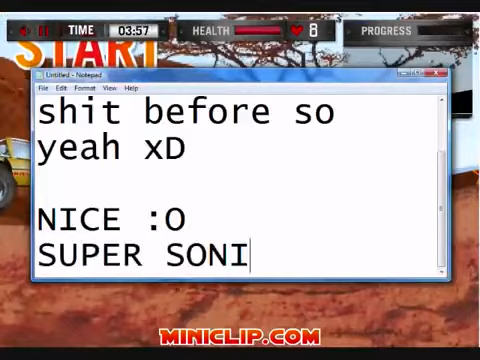 TIME 03:57 HEALTH 8 PROGRESS
START
Untitled - Notepad
File Edit Format View Help
shit before so
yeah xD
NICE :O
SUPER SONI
MINICLIP.COM